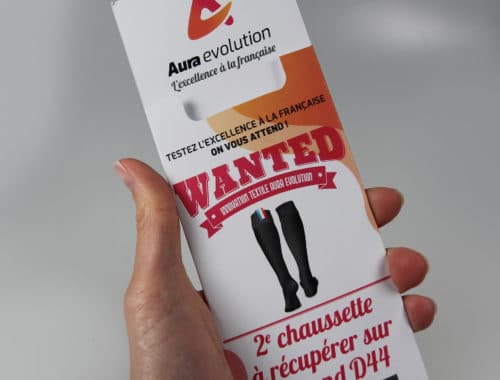 Aura evolution
L'excellence à la française
TESTEZ L'EXCELLENCE À LA FRANÇAISE
ON VOUS ATTEND !
WANTED
INNOVATION TEXTILE AURA EVOLUTION
2e chaussette
à récupérer sur
D44